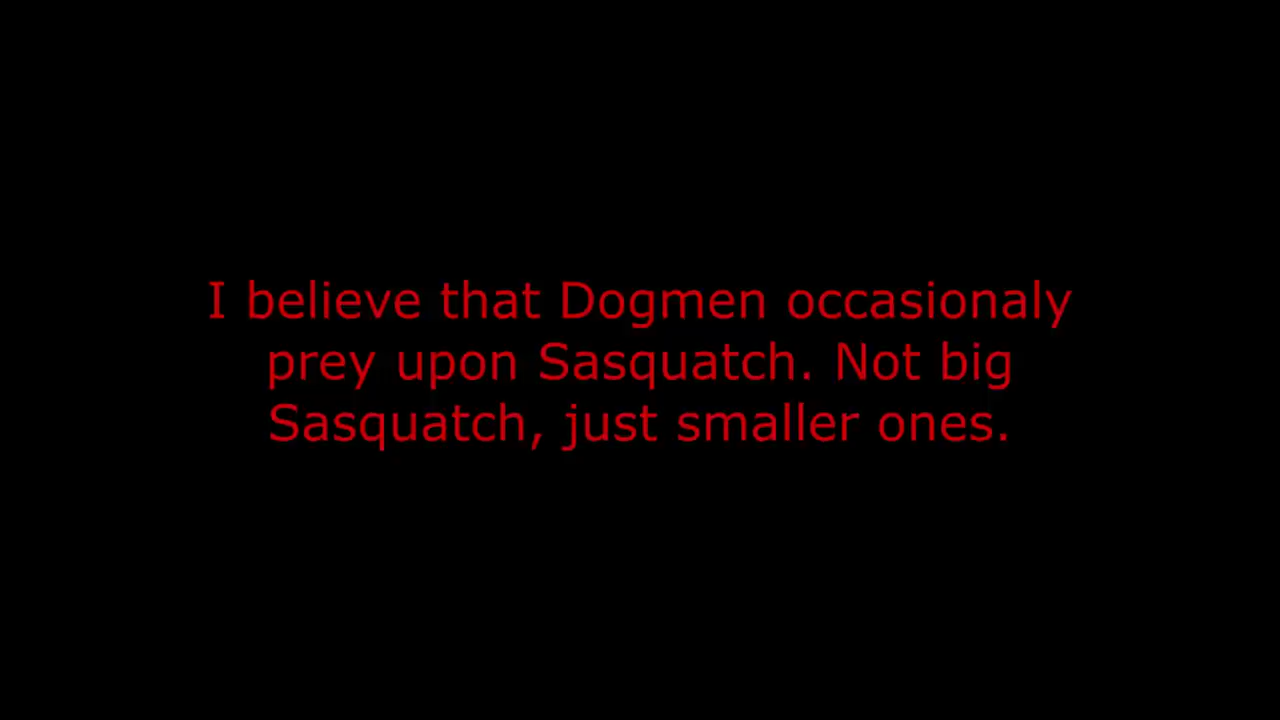 I believe that Dogmen occasionaly
prey upon Sasquatch. Not big
Sasquatch, just smaller ones.